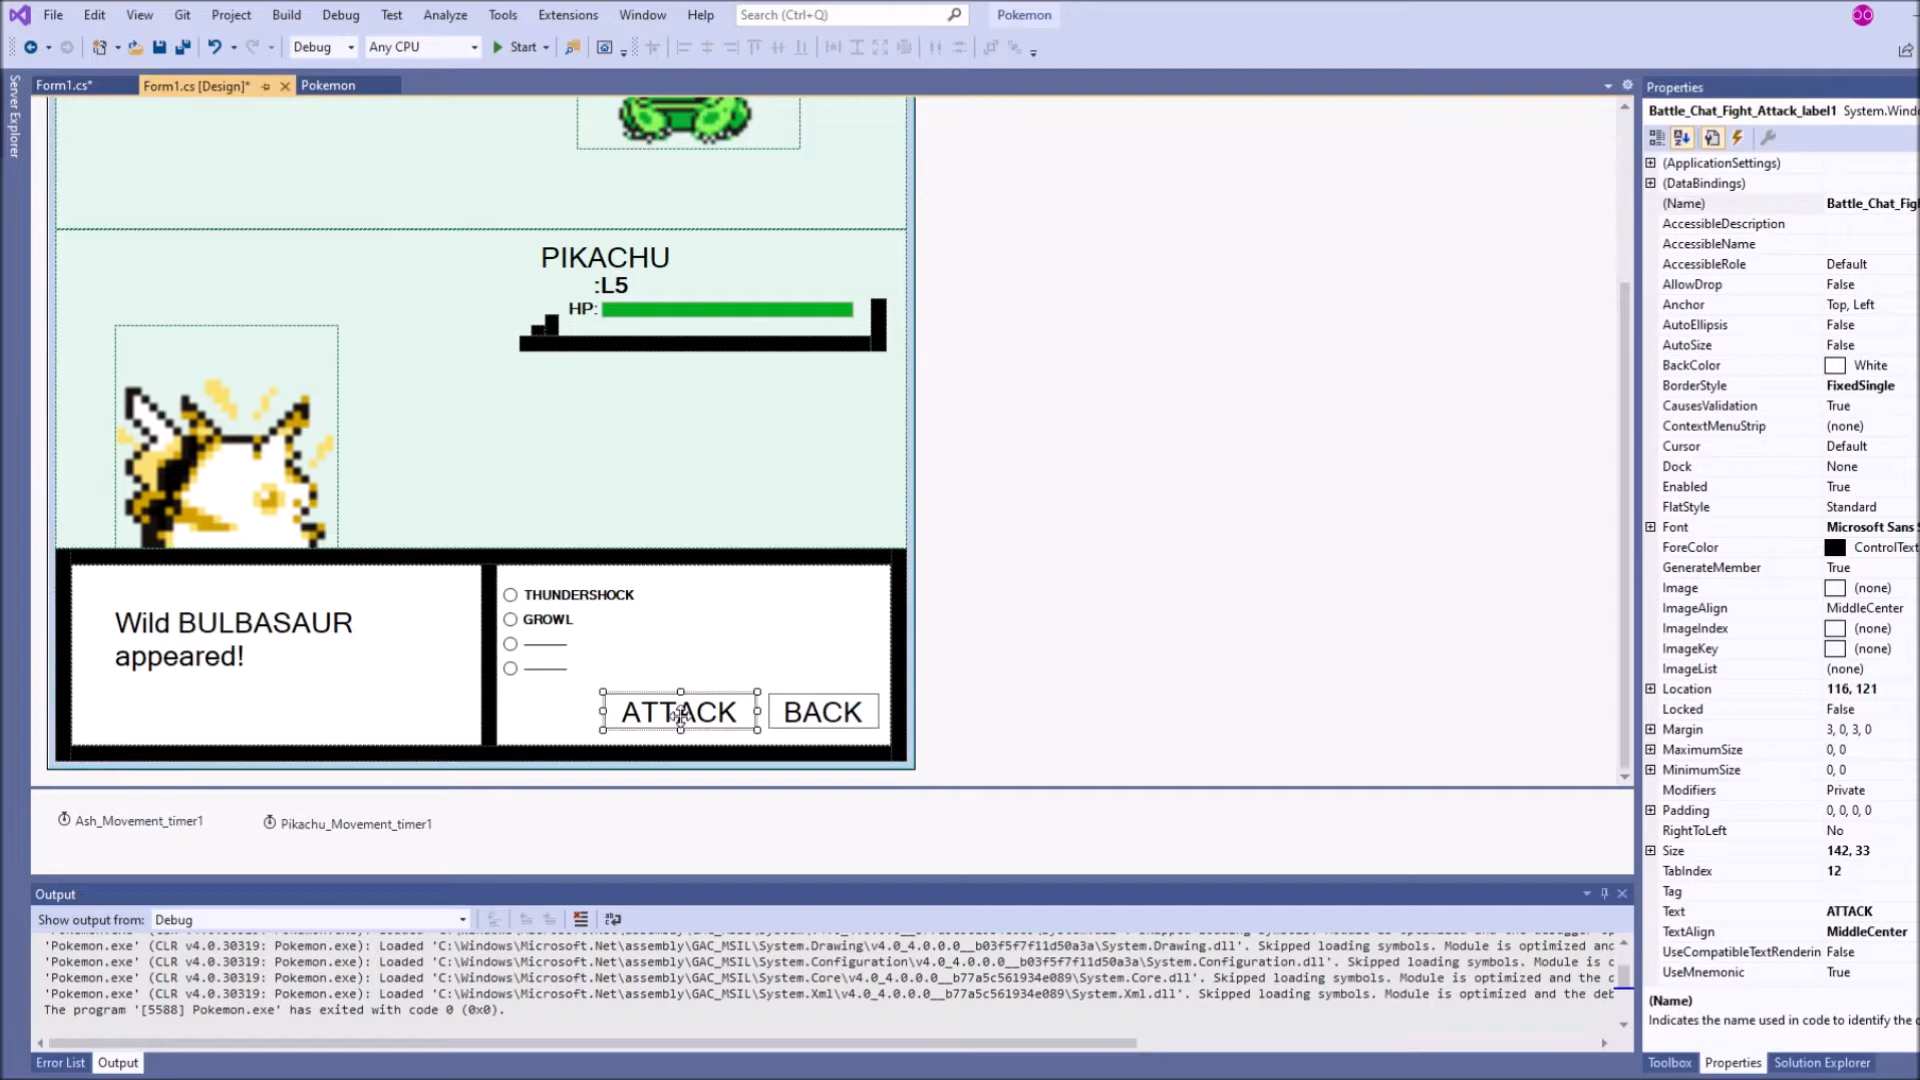 File Edit View Git Project Build Debug Test Analyze Tools Extensions Window Help Search (Ctrl+Q) Pokemon
Debug Any CPU Start
Server Explorer
Form1.cs* Form1.cs [Design]* Pokemon
PIKACHU
:L5
HP:
Wild BULBASAUR
appeared!
THUNDERSHOCK
GROWL
ATTACK BACK
Ash_Movement_timer1 Pikachu_Movement_timer1
Output
Show output from: Debug
'Pokemon.exe' (CLR v4.0.30319: Pokemon.exe): Loaded 'C:\Windows\Microsoft.Net\assembly\GAC_MSIL\System.Drawing\v4.0_4.0.0.0__b03f5f7f11d50a3a\System.Drawing.dll'. Skipped loading symbols. Module is optimized and
'Pokemon.exe' (CLR v4.0.30319: Pokemon.exe): Loaded 'C:\Windows\Microsoft.Net\assembly\GAC_MSIL\System.Configuration\v4.0_4.0.0.0__b03f5f7f11d50a3a\System.Configuration.dll'. Skipped loading symbols. Module is o
'Pokemon.exe' (CLR v4.0.30319: Pokemon.exe): Loaded 'C:\Windows\Microsoft.Net\assembly\GAC_MSIL\System.Core\v4.0_4.0.0.0__b77a5c561934e089\System.Core.dll'. Skipped loading symbols. Module is optimized and the d
'Pokemon.exe' (CLR v4.0.30319: Pokemon.exe): Loaded 'C:\Windows\Microsoft.Net\assembly\GAC_MSIL\System.Xml\v4.0_4.0.0.0__b77a5c561934e089\System.Xml.dll'. Skipped loading symbols. Module is optimized and the deb
The program '[5588] Pokemon.exe' has exited with code 0 (0x0).
Error List Output
Properties
Battle_Chat_Fight_Attack_label1 System.Windo
(ApplicationSettings)
(DataBindings)
(Name) Battle_Chat_Figh
AccessibleDescription
AccessibleName
AccessibleRole Default
AllowDrop False
Anchor Top, Left
AutoEllipsis False
AutoSize False
BackColor White
BorderStyle FixedSingle
CausesValidation True
ContextMenuStrip (none)
Cursor Default
Dock None
Enabled True
FlatStyle Standard
Font Microsoft Sans S
ForeColor ControlText
GenerateMember True
Image (none)
ImageAlign MiddleCenter
ImageIndex (none)
ImageKey (none)
ImageList (none)
Location 116, 121
Locked False
Margin 3, 0, 3, 0
MaximumSize 0, 0
MinimumSize 0, 0
Modifiers Private
Padding 0, 0, 0, 0
RightToLeft No
Size 142, 33
TabIndex 12
Tag
Text ATTACK
TextAlign MiddleCenter
UseCompatibleTextRenderin False
UseMnemonic True
(Name)
Indicates the name used in code to identify the o
Toolbox Properties Solution Explorer